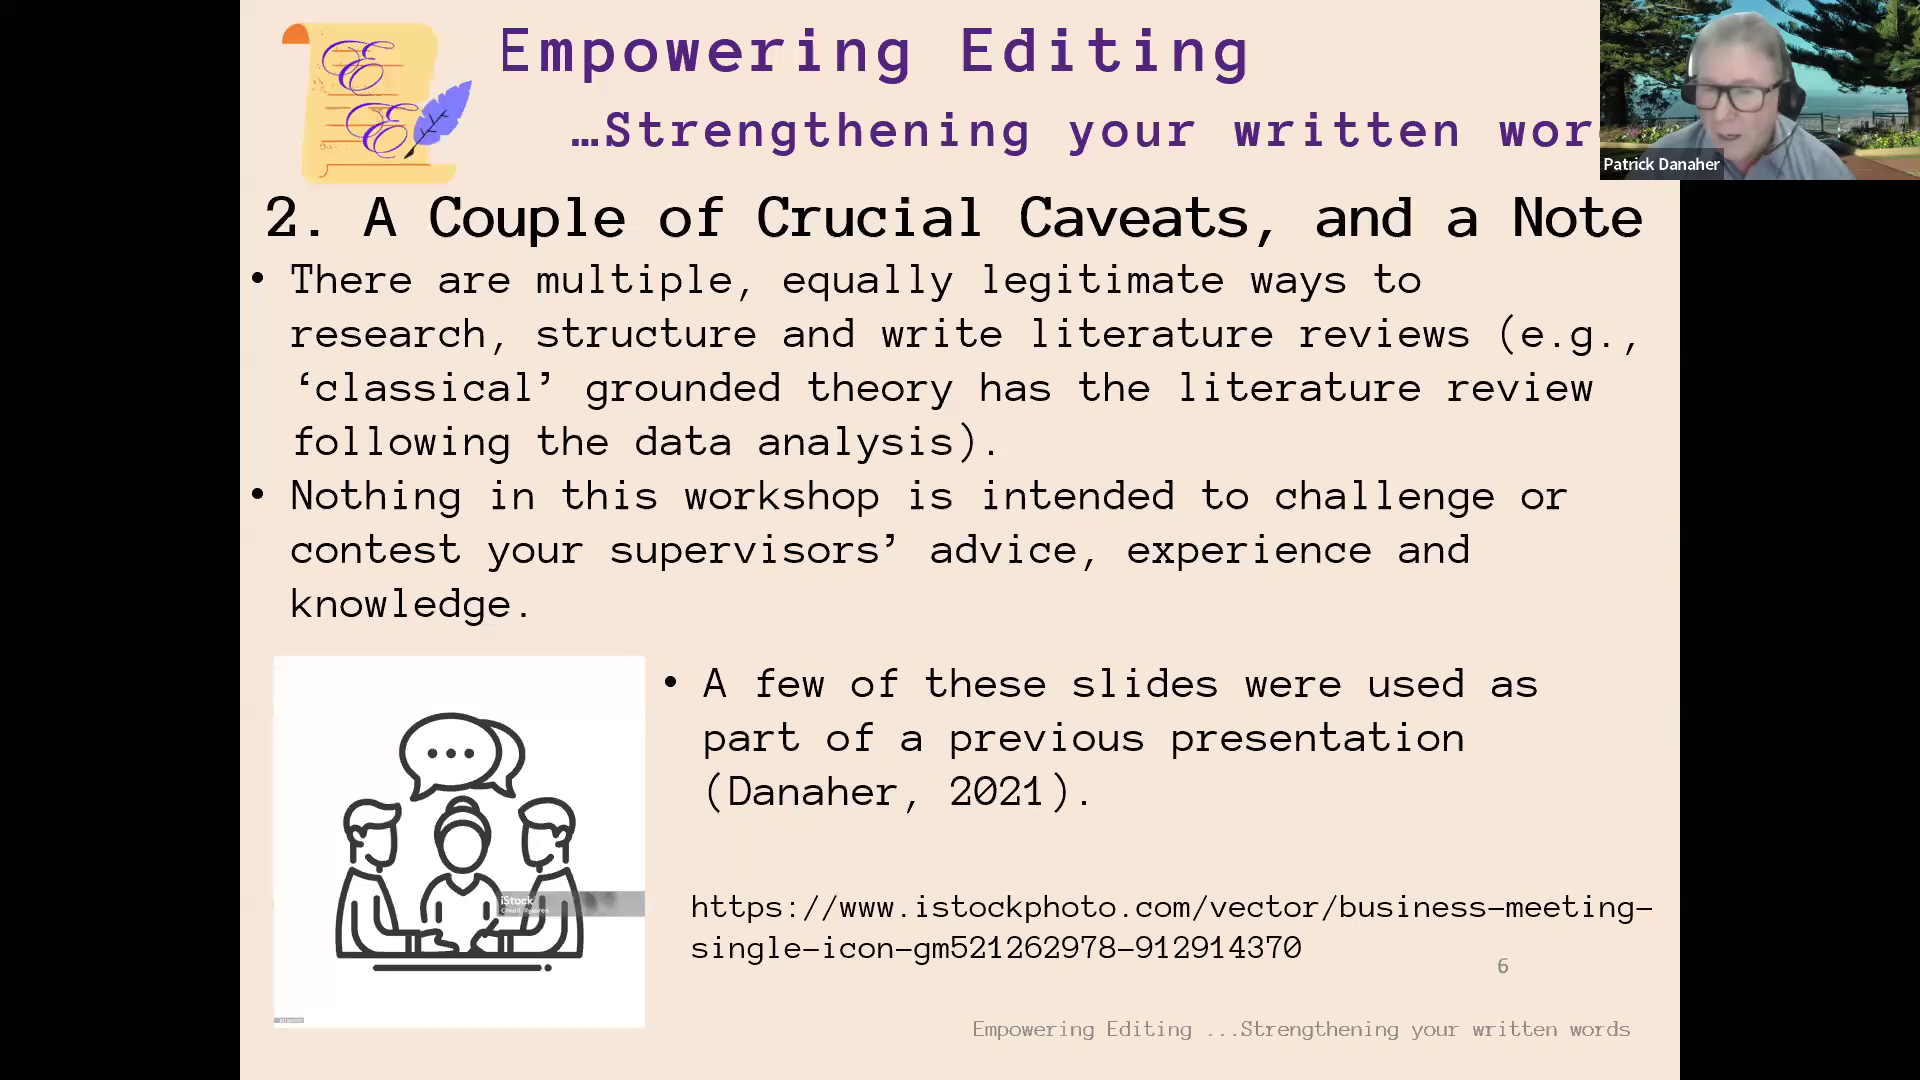 E
E
Empowering Editing
…Strengthening your written wor
Patrick Danaher
2. A Couple of Crucial Caveats, and a Note
• There are multiple, equally legitimate ways to
research, structure and write literature reviews (e.g.,
‘classical’ grounded theory has the literature review
following the data analysis).
• Nothing in this workshop is intended to challenge or
contest your supervisors’ advice, experience and
knowledge.
• A few of these slides were used as
part of a previous presentation
(Danaher, 2021).
iStock
https://www.istockphoto.com/vector/business-meeting-
single-icon-gm521262978-912914370
6
Empowering Editing ...Strengthening your written words